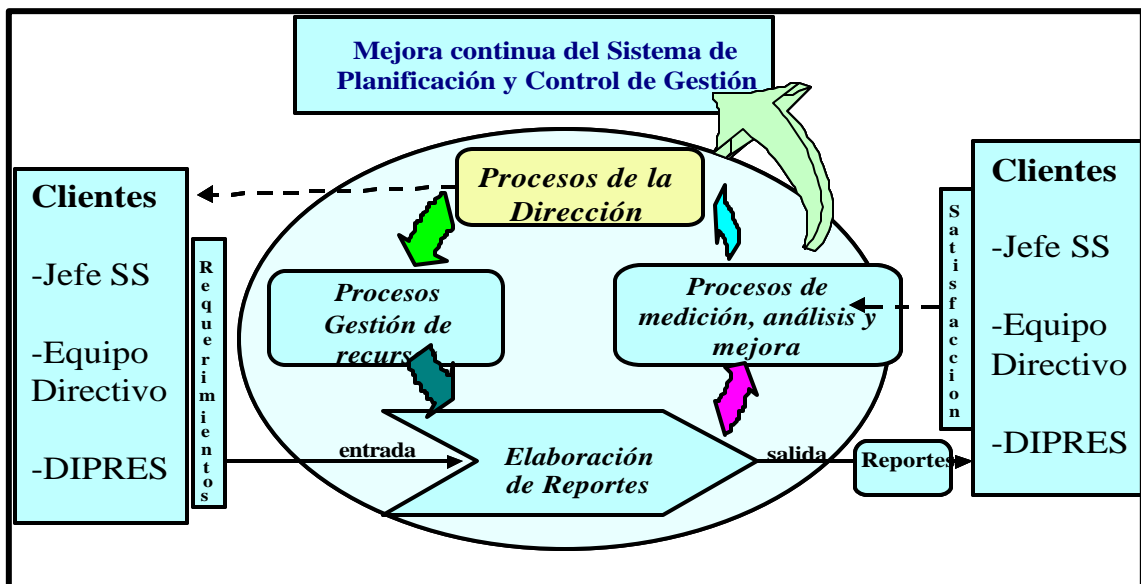 Mejora continua del Sistema de
Planificación y Control de Gestión
Clientes
-Jefe SS
-Equipo
Directivo
-DIPRES
Requerimientos
Procesos de la
Dirección
Procesos
Gestión de
recurs
Procesos de
medición, análisis y
mejora
entrada
Elaboración
de Reportes
salida
Reportes
Satisfaccion
Clientes
-Jefe SS
-Equipo
Directivo
-DIPRES